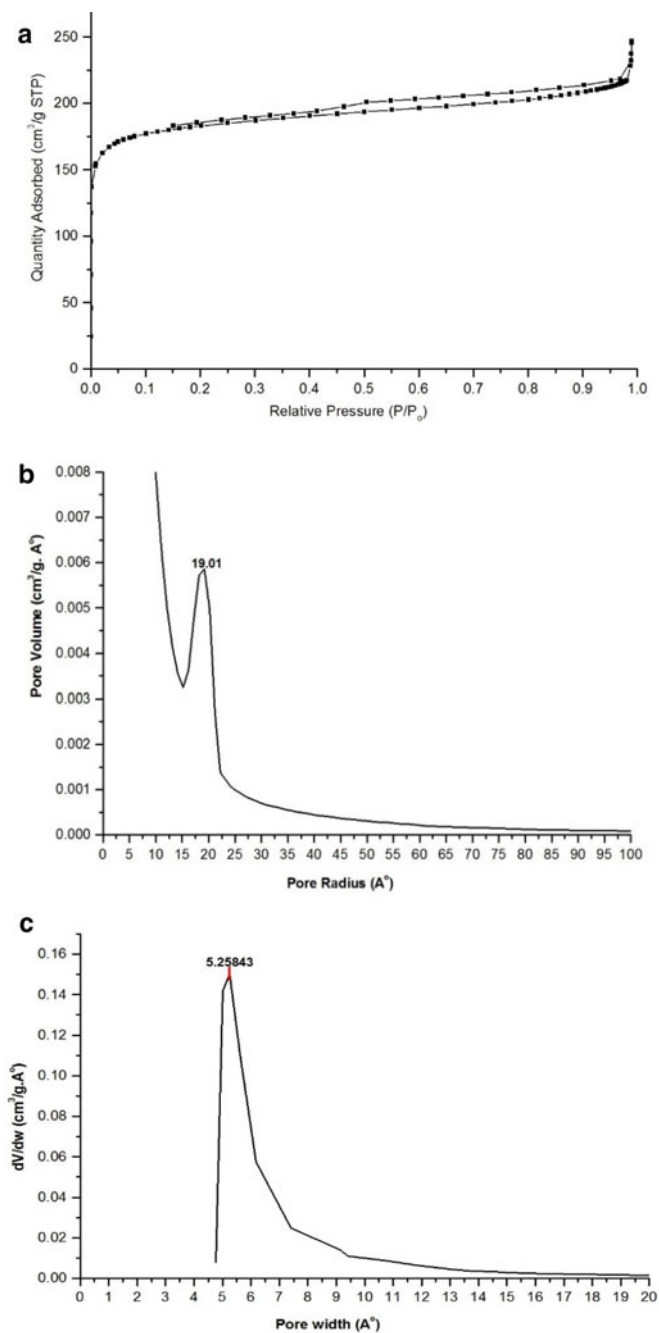 a
250
200
150
100
50
0
Quantity Adsorbed (cm³/g STP)
0.0 0.1 0.2 0.3 0.4 0.5 0.6 0.7 0.8 0.9 1.0
Relative Pressure (P/P₀)
b
0.008
0.007
0.006
0.005
0.004
0.003
0.002
0.001
0.000
Pore Volume (cm³/g. A°)
19.01
0 5 10 15 20 25 30 35 40 45 50 55 60 65 70 75 80 85 90 95 100
Pore Radius (A°)
c
0.16
0.14
0.12
0.10
0.08
0.06
0.04
0.02
0.00
dV/dw (cm³/g.A°)
5.25843
0 1 2 3 4 5 6 7 8 9 10 11 12 13 14 15 16 17 18 19 20
Pore width (A°)